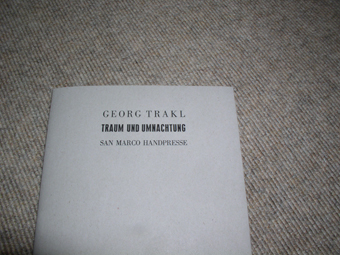 GEORG TRAKL
TRAUM UND UMNACHTUNG
SAN MARCO HANDPRESSE